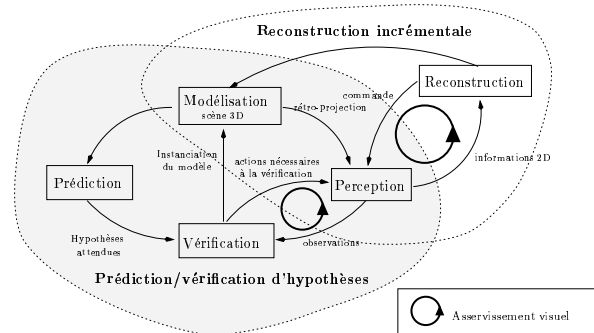 Reconstruction incrémentale
Reconstruction
Modélisation
scène 3D
commande
rétro-projection
informations 2D
Instanciation
du modèle
actions nécessaires
à la vérification
Prédiction
Perception
Hypothèses
attendues
Vérification
observations
Prédiction/vérification d'hypothèses
Asservissement visuel